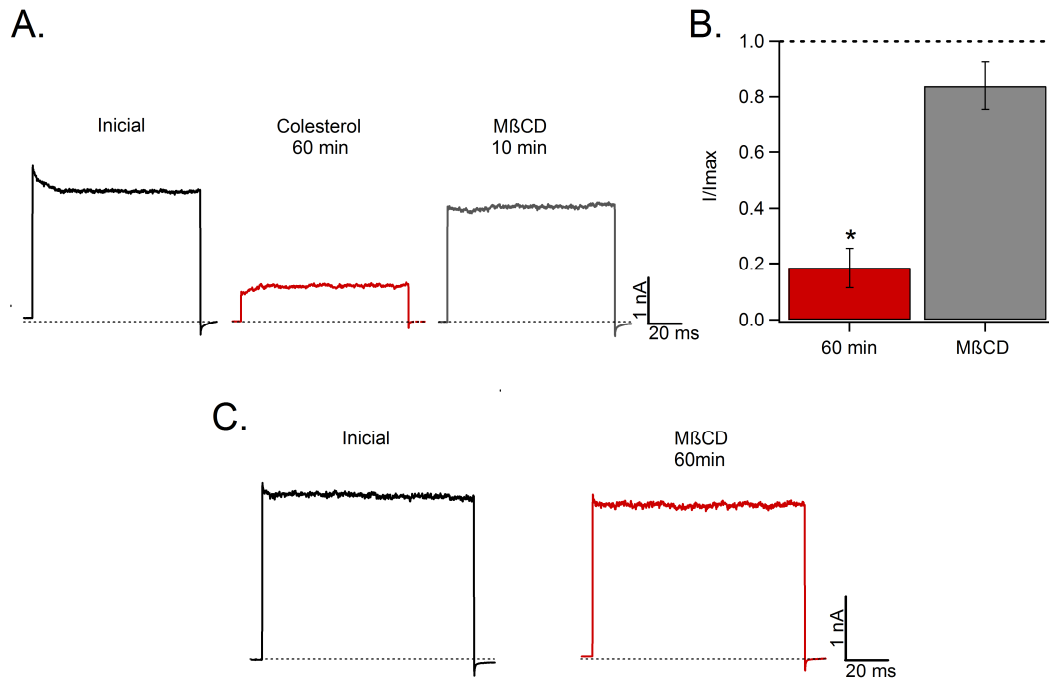 A.
Inicial
Colesterol
60 min
MßCD
10 min
1 nA
20 ms
B.
I/Imax
1.0
0.8
0.6
0.4
0.2
0.0
*
60 min
MßCD
C.
Inicial
MßCD
60min
1 nA
20 ms